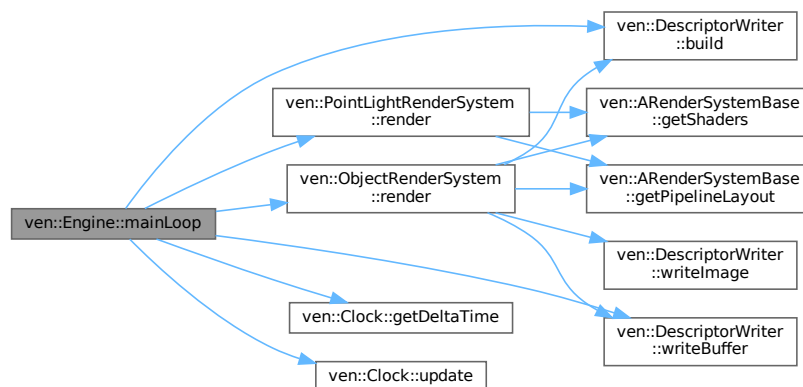 ven::Engine::mainLoop
ven::PointLightRenderSystem
::render
ven::ObjectRenderSystem
::render
ven::Clock::getDeltaTime
ven::Clock::update
ven::DescriptorWriter
::build
ven::ARenderSystemBase
::getShaders
ven::ARenderSystemBase
::getPipelineLayout
ven::DescriptorWriter
::writeImage
ven::DescriptorWriter
::writeBuffer